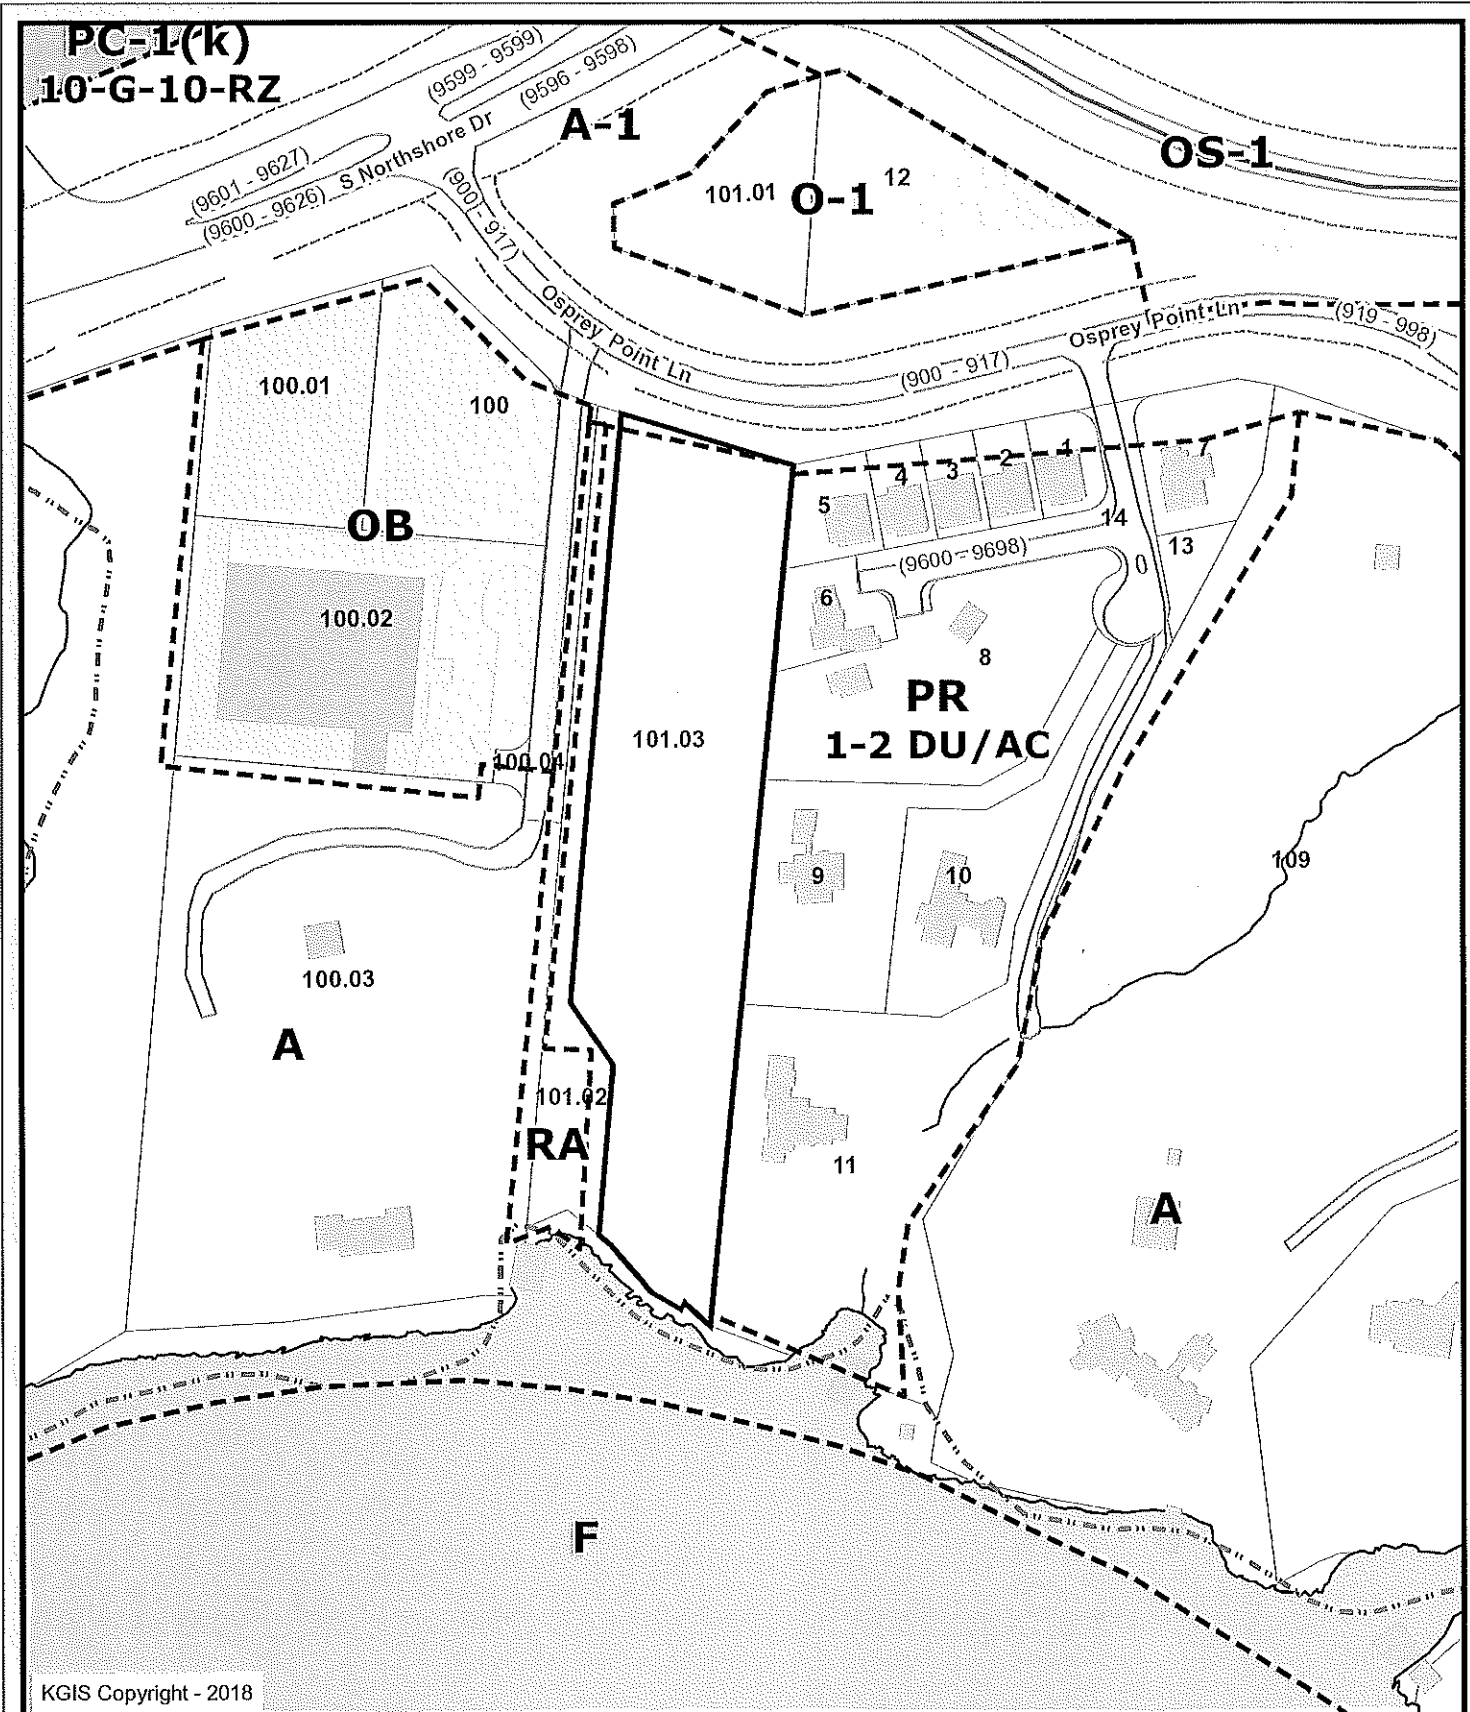 PC-1(k)
10-G-10-RZ
(9599 - 9599)
(9596 - 9598)
A-1
OS-1
(9601 - 9627)
S Northshore Dr
(9600 - 9626)
(900 - 917)
101.01
O-1
12
Osprey Point Ln
Osprey Point Ln
(919 - 998)
(900 - 917)
100.01
100
OB
100.02
100.04
5
4
3
2
1
7
14
13
(9600 - 9698)
0
6
8
PR
1-2 DU/AC
101.03
9
10
109
100.03
A
101.02
RA
11
A
F
KGIS Copyright - 2018